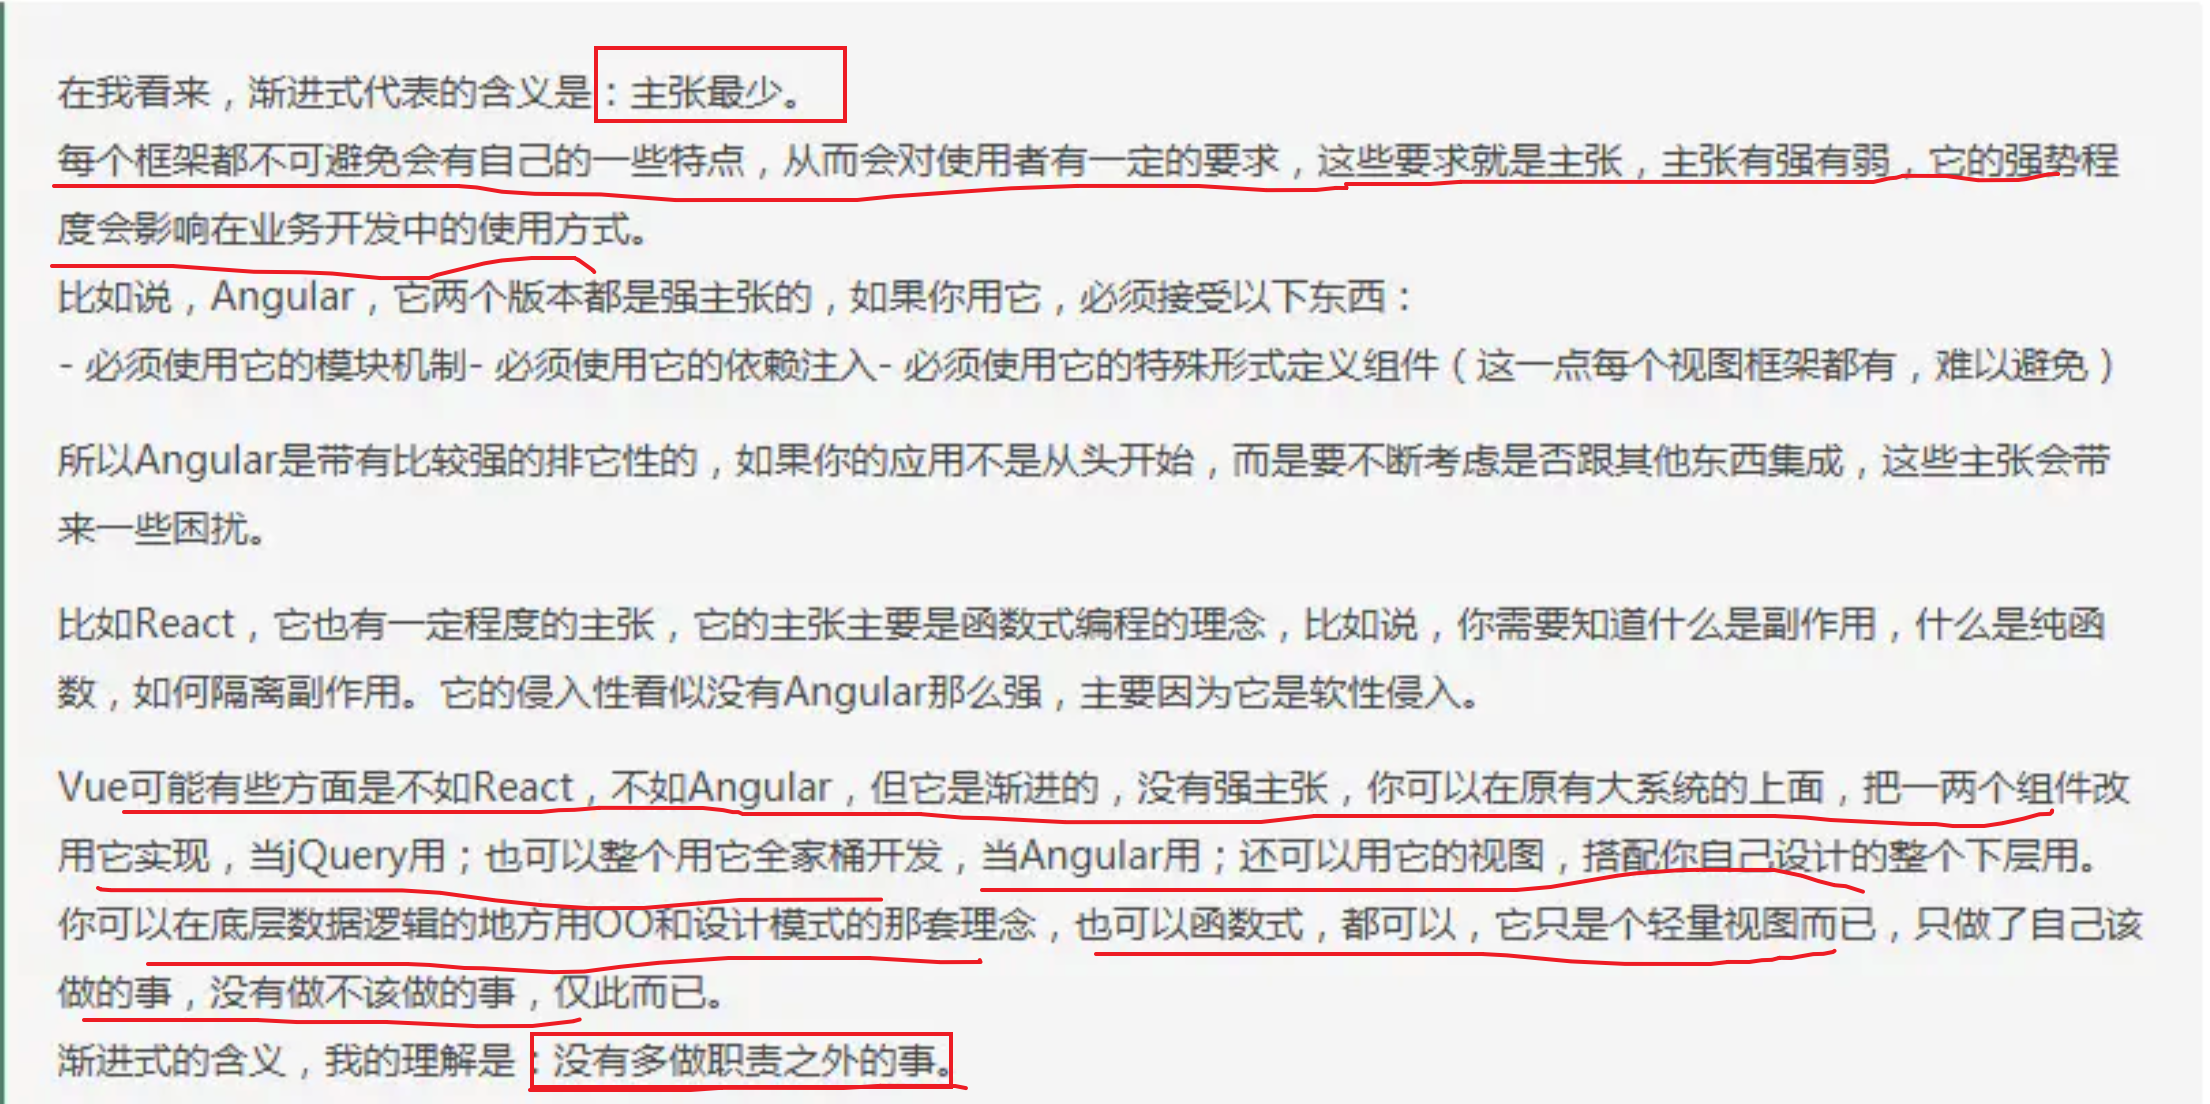 在我看来，渐进式代表的含义是：主张最少。
每个框架都不可避免会有自己的一些特点，从而会对使用者有一定的要求，这些要求就是主张，主张有强有弱，它的强势程
度会影响在业务开发中的使用方式。
比如说，Angular，它两个版本都是强主张的，如果你用它，必须接受以下东西：
- 必须使用它的模块机制- 必须使用它的依赖注入- 必须使用它的特殊形式定义组件（这一点每个视图框架都有，难以避免）
所以Angular是带有比较强的排它性的，如果你的应用不是从头开始，而是要不断考虑是否跟其他东西集成，这些主张会带
来一些困扰。
比如React，它也有一定程度的主张，它的主张主要是函数式编程的理念，比如说，你需要知道什么是副作用，什么是纯函
数，如何隔离副作用。它的侵入性看似没有Angular那么强，主要因为它是软性侵入。
Vue可能有些方面是不如React，不如Angular，但它是渐进的，没有强主张，你可以在原有大系统的上面，把一两个组件改
用它实现，当jQuery用；也可以整个用它全家桶开发，当Angular用；还可以用它的视图，搭配你自己设计的整个下层用。
你可以在底层数据逻辑的地方用OO和设计模式的那套理念，也可以函数式，都可以，它只是个轻量视图而已，只做了自己该
做的事，没有做不该做的事，仅此而已。
渐进式的含义，我的理解是：没有多做职责之外的事。